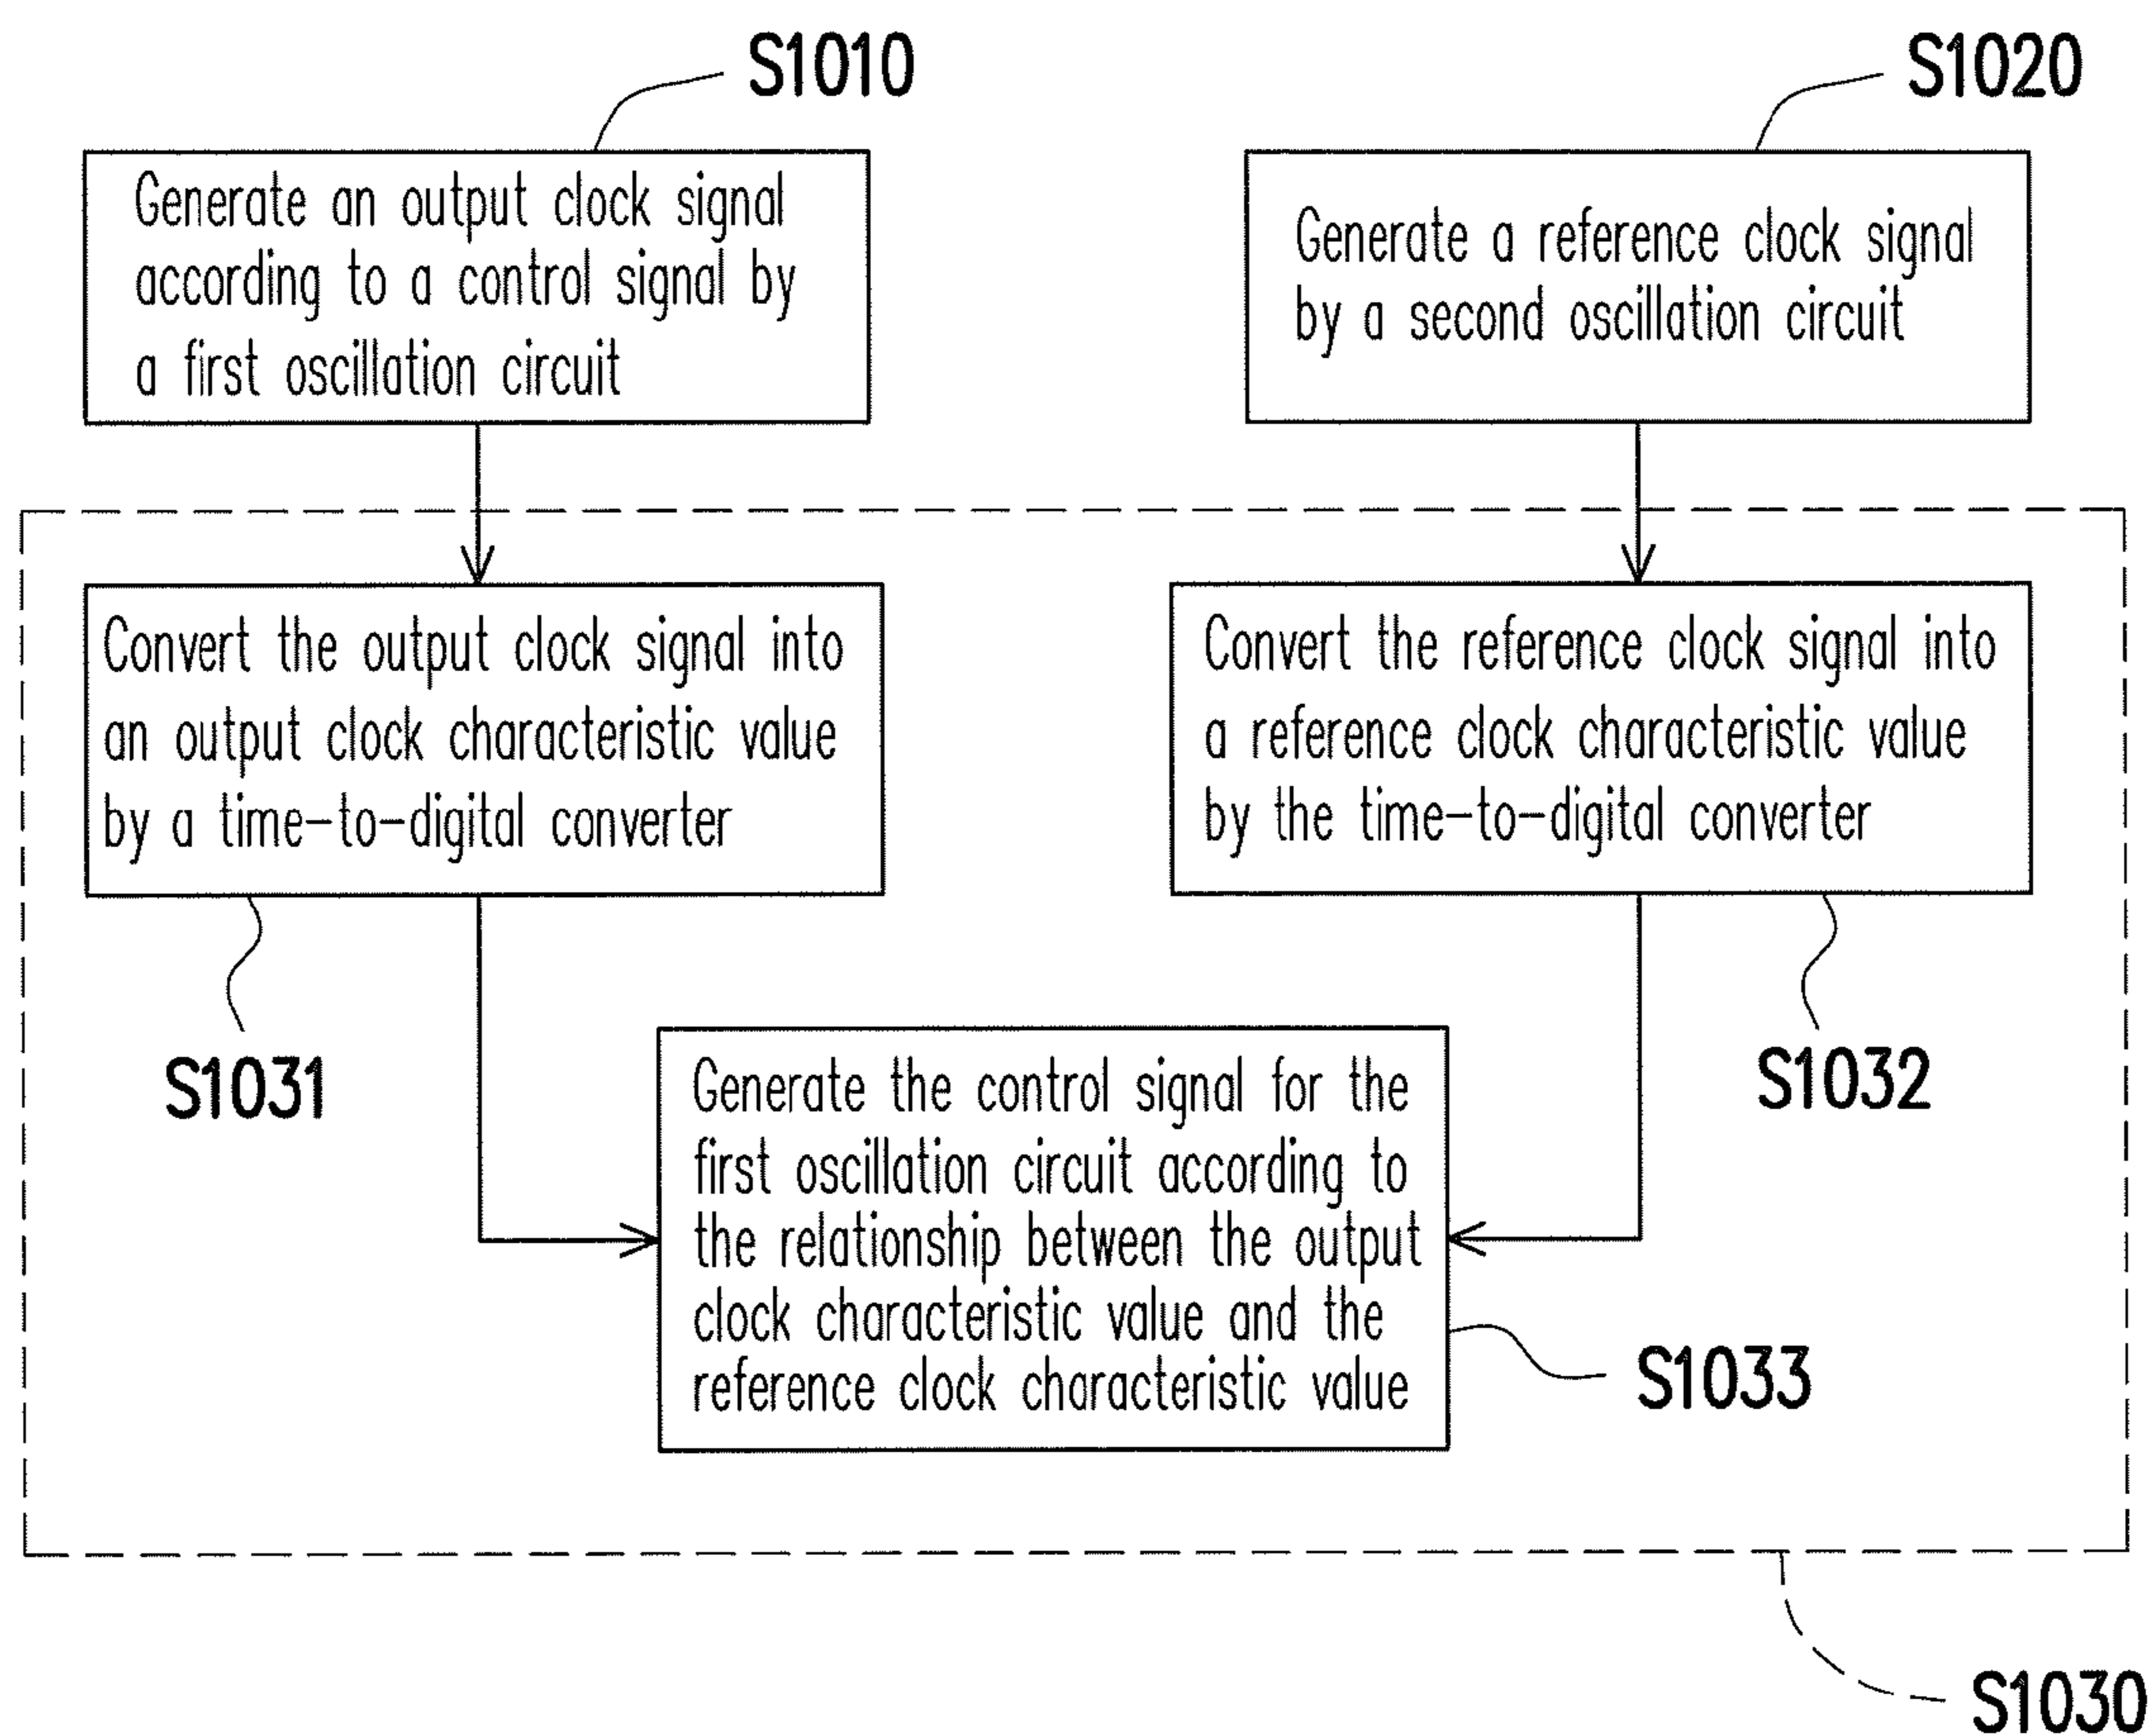 S1010
Generate an output clock signal
according to a control signal by
a first oscillation circuit
S1020
Generate a reference clock signal
by a second oscillation circuit
Convert the output clock signal into
an output clock characteristic value
by a time-to-digital converter
S1031
Convert the reference clock signal into
a reference clock characteristic value
by the time-to-digital converter
S1032
Generate the control signal for the
first oscillation circuit according to
the relationship between the output
clock characteristic value and the
reference clock characteristic value
S1033
S1030